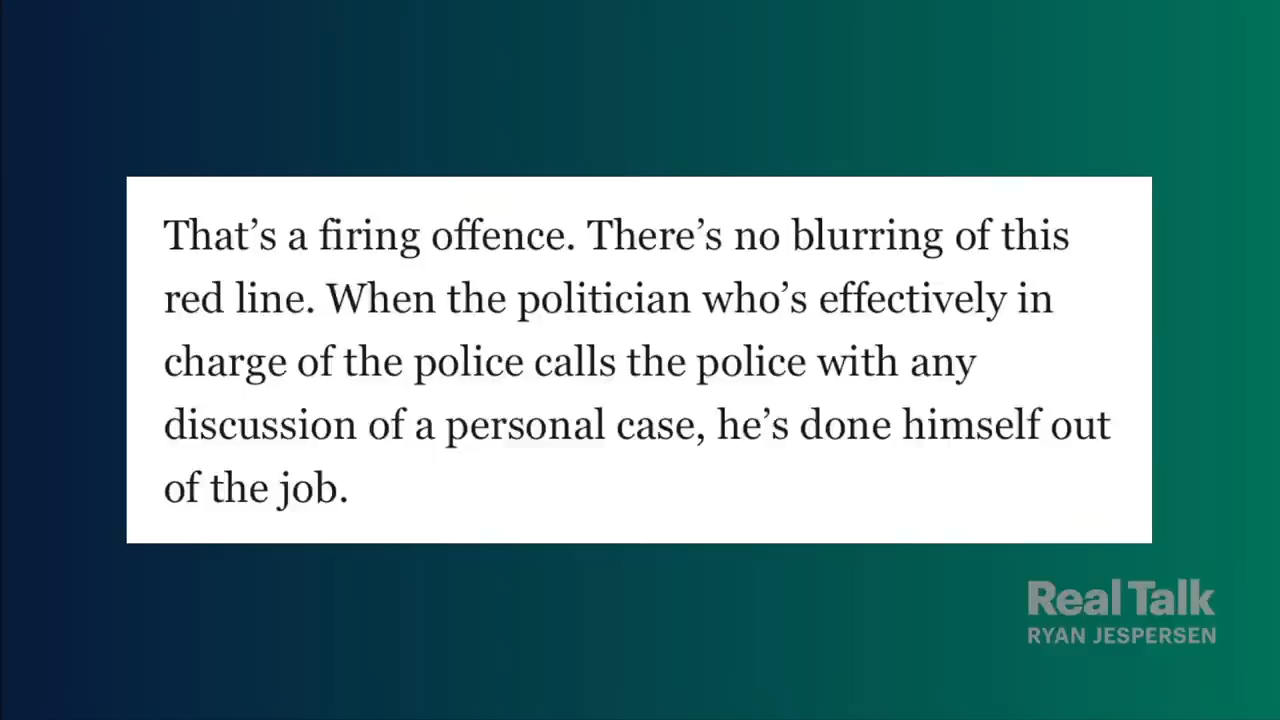 That’s a firing offence. There’s no blurring of this
red line. When the politician who’s effectively in
charge of the police calls the police with any
discussion of a personal case, he’s done himself out
of the job.
Real Talk
RYAN JESPERSEN